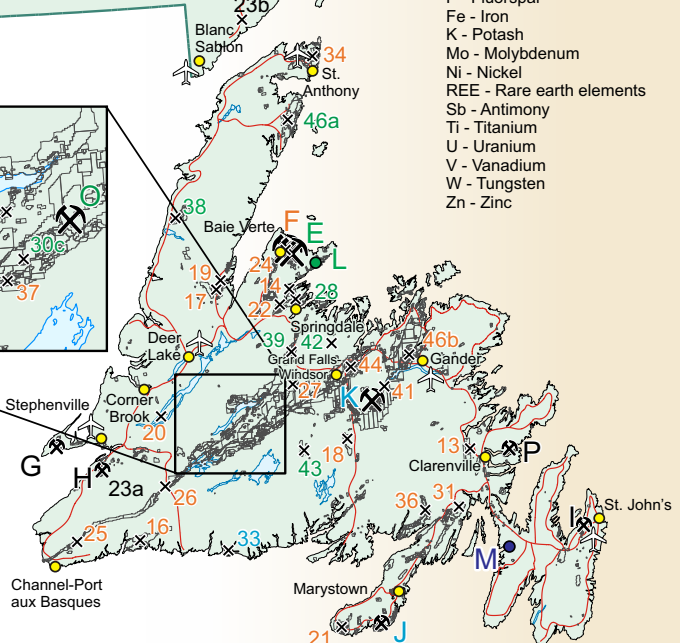 23b
Blanc
Sablon
34
St.
Anthony
46a
Fe - Iron
K - Potash
Mo - Molybdenum
Ni - Nickel
REE - Rare earth elements
Sb - Antimony
Ti - Titanium
U - Uranium
V - Vanadium
W - Tungsten
Zn - Zinc
O
30c
37
38
Baie Verte
F
E
L
24
19
14
17
28
22
Springdale
39
42
Deer
Lake
Grand Falls
Windsor
46b
Gander
44
27
K
41
Stephenville
Corner
Brook
20
G
H
23a
26
43
18
13
Clarenville
P
36
31
I
St. John's
M
25
16
33
Channel-Port
aux Basques
Marystown
21
J